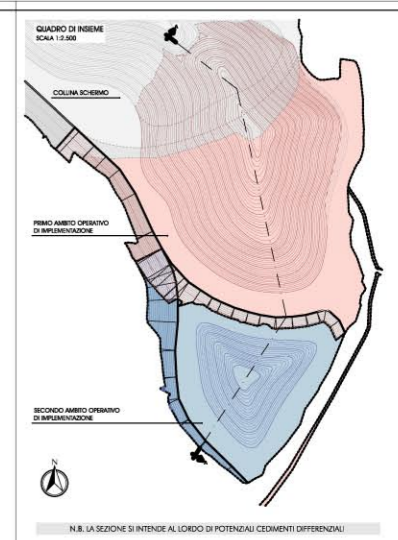 QUADRO DI INSIEME
SCALA 1:2.500
COLLINA SCHERMO
PRIMO AMBITO OPERATIVO
DI IMPLEMENTAZIONE
SECONDO AMBITO OPERATIVO
DI IMPLEMENTAZIONE
N
N.B. LA SEZIONE SI INTENDE AL LORDO DI POTENZIALI CEDIMENTI DIFFERENZIALI